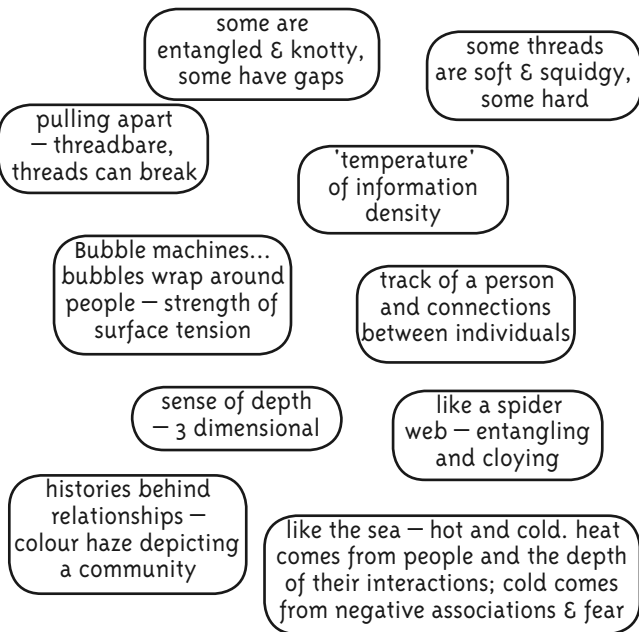 some are
entangled & knotty,
some have gaps
some threads
are soft & squidgy,
some hard
pulling apart
– threadbare,
threads can break
'temperature'
of information
density
Bubble machines...
bubbles wrap around
people – strength of
surface tension
track of a person
and connections
between individuals
sense of depth
– 3 dimensional
like a spider
web – entangling
and cloying
histories behind
relationships –
colour haze depicting
a community
like the sea – hot and cold. heat
comes from people and the depth
of their interactions; cold comes
from negative associations & fear